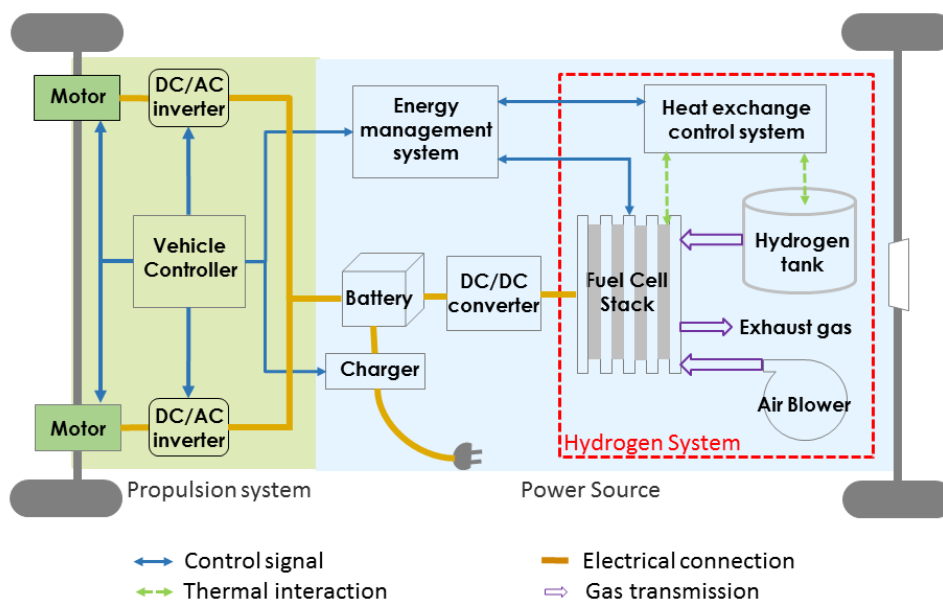 Motor
DC/AC
inverter
Energy
management
system
Heat exchange
control system
Vehicle
Controller
Battery
DC/DC
converter
Fuel Cell
Stack
Hydrogen
tank
Exhaust gas
Charger
Air Blower
Motor
DC/AC
inverter
Hydrogen System
Propulsion system
Power Source
Control signal
Electrical connection
Thermal interaction
Gas transmission